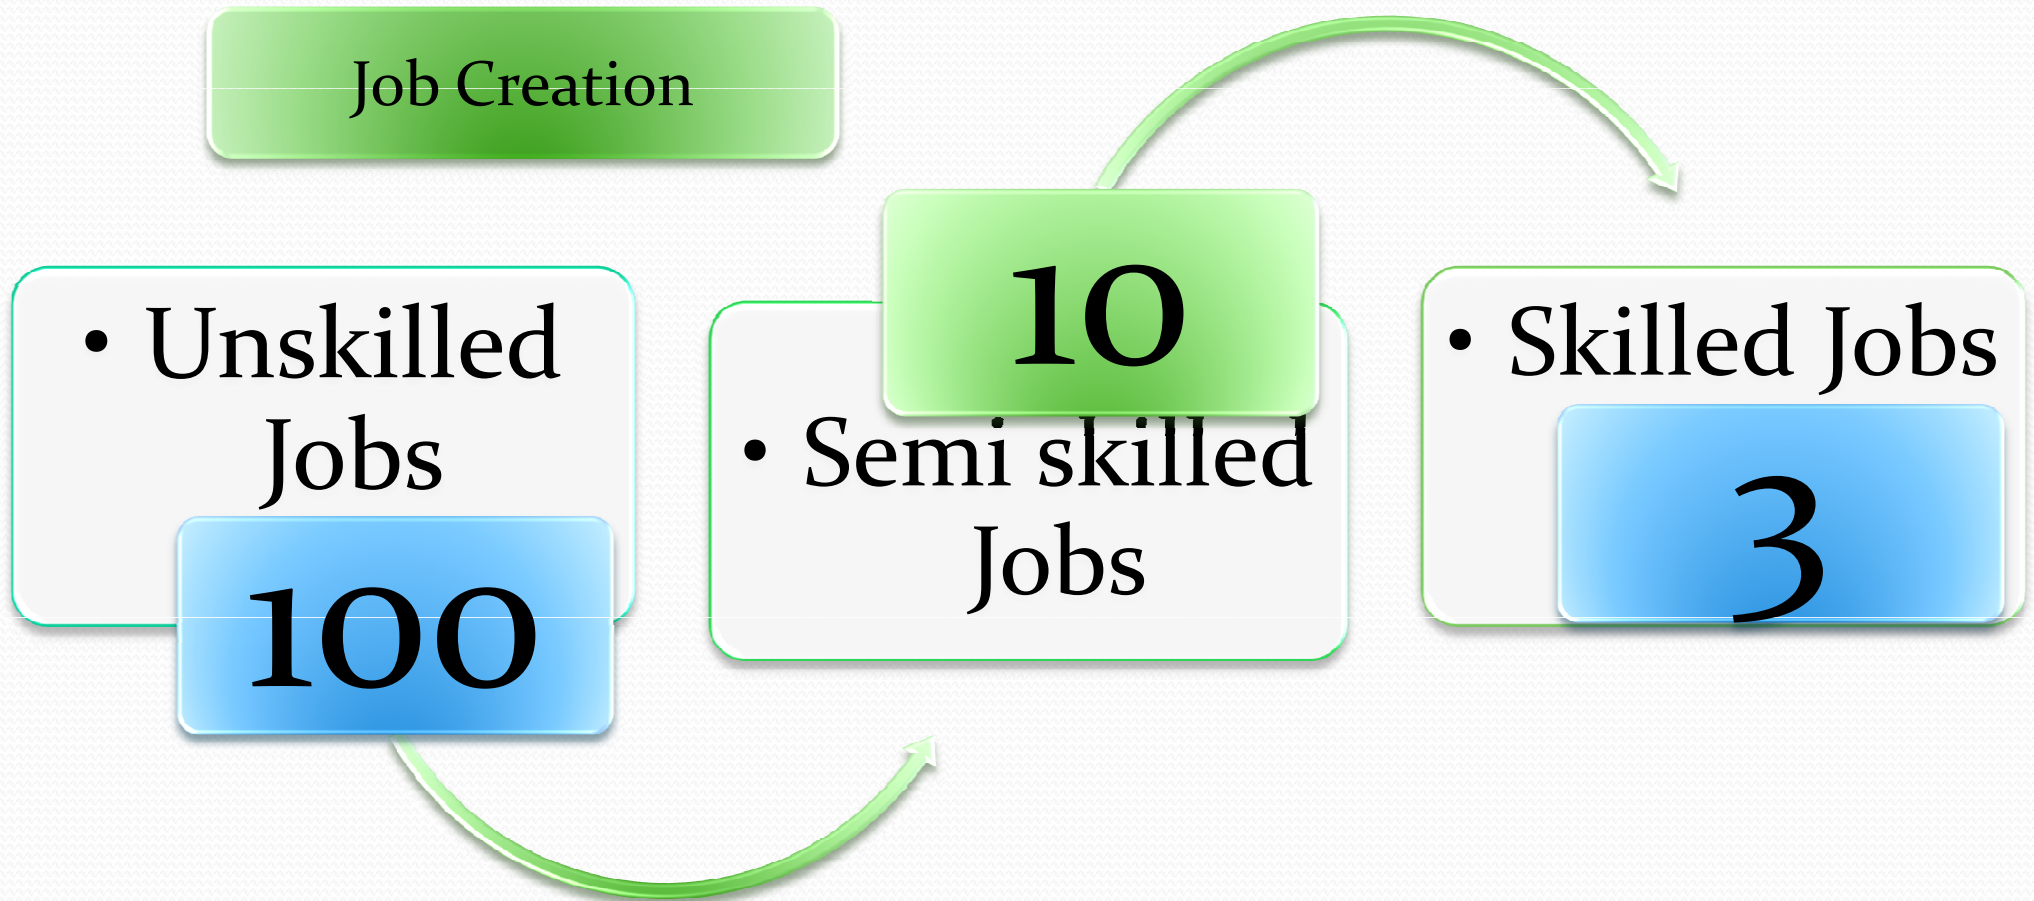 Job Creation
• Unskilled
Jobs
100
10
• Semi skilled
Jobs
• Skilled Jobs
3